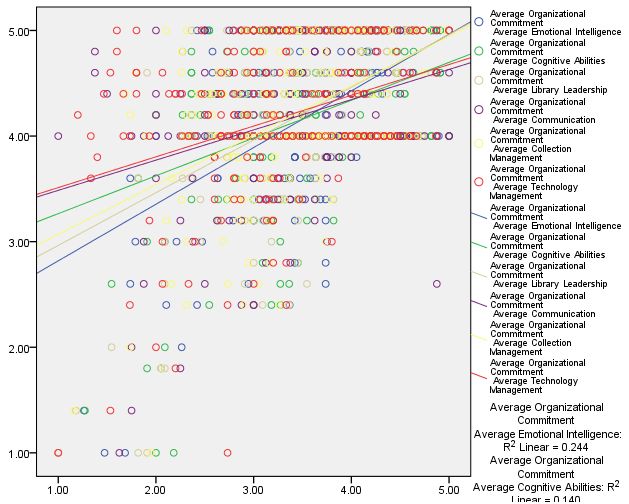 5.00
4.00
3.00
2.00
1.00
1.00 2.00 3.00 4.00 5.00
Average Organizational
Commitment
Average Emotional Intelligence
Average Organizational
Commitment
Average Cognitive Abilities
Average Organizational
Commitment
Average Library Leadership
Average Organizational
Commitment
Average Communication
Average Organizational
Commitment
Average Collection
Management
Average Organizational
Commitment
Average Technology
Management
Average Organizational
Commitment
Average Emotional Intelligence
Average Organizational
Commitment
Average Cognitive Abilities
Average Organizational
Commitment
Average Library Leadership
Average Organizational
Commitment
Average Communication
Average Organizational
Commitment
Average Collection
Management
Average Organizational
Commitment
Average Technology
Management
Average Organizational
Commitment
Average Emotional Intelligence:
R² Linear = 0.244
Average Organizational
Commitment
Average Cognitive Abilities: R²
Linear = 0.140